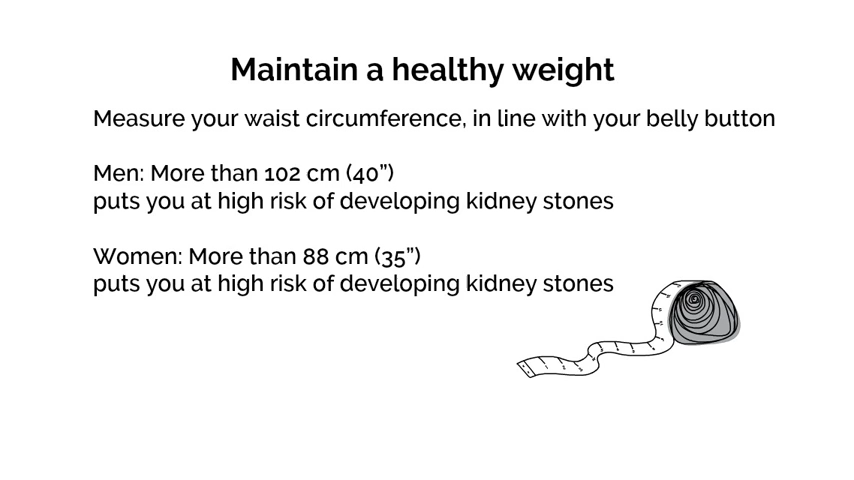 Maintain a healthy weight
Measure your waist circumference, in line with your belly button
Men: More than 102 cm (40”)
puts you at high risk of developing kidney stones
Women: More than 88 cm (35”)
puts you at high risk of developing kidney stones